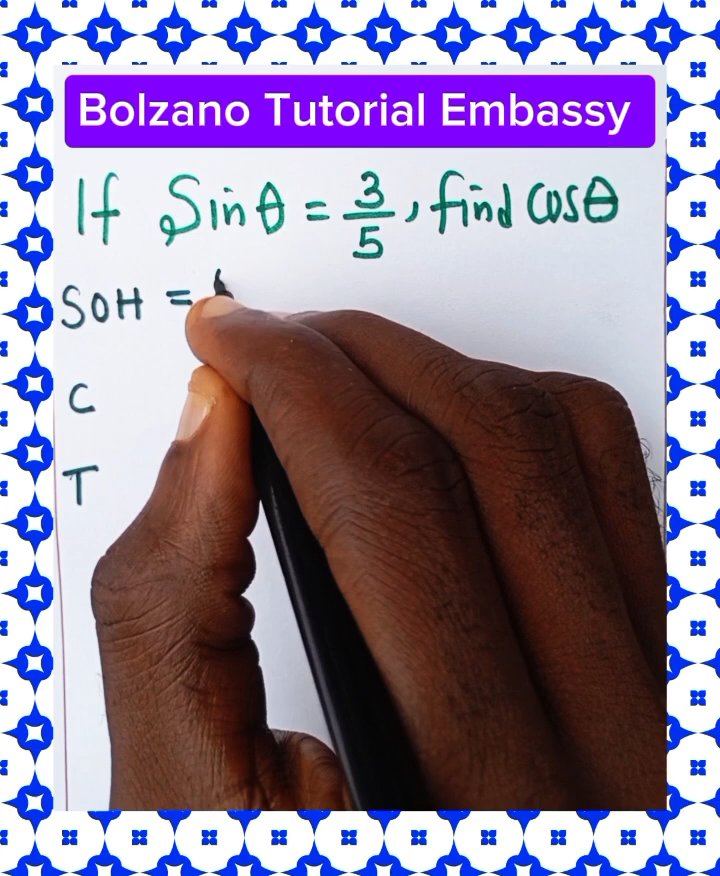 Bolzano Tutorial Embassy
If Sinθ = 3/5, find cosθ
SOH =
C
T